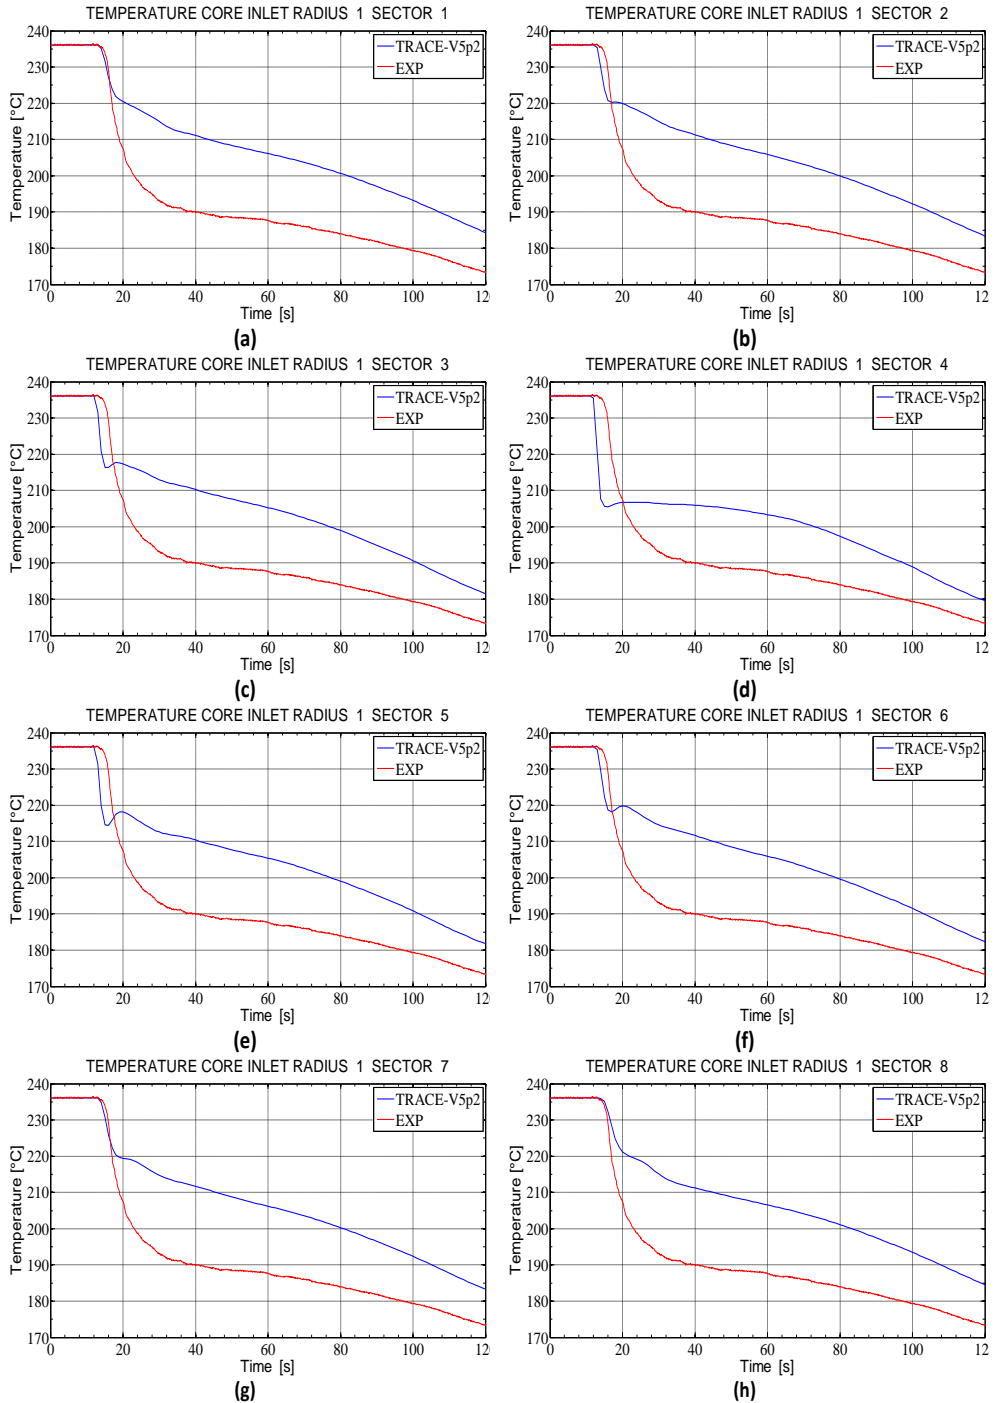 TEMPERATURE CORE INLET RADIUS 1 SECTOR 1
240
230
220
210
200
190
180
170
Temperature [°C]
TRACE-V5p2
EXP
0 20 40 60 80 100 12
Time [s]
(a)
TEMPERATURE CORE INLET RADIUS 1 SECTOR 2
240
230
220
210
200
190
180
170
Temperature [°C]
TRACE-V5p2
EXP
0 20 40 60 80 100 12
Time [s]
(b)
TEMPERATURE CORE INLET RADIUS 1 SECTOR 3
240
230
220
210
200
190
180
170
Temperature [°C]
TRACE-V5p2
EXP
0 20 40 60 80 100 12
Time [s]
(c)
TEMPERATURE CORE INLET RADIUS 1 SECTOR 4
240
230
220
210
200
190
180
170
Temperature [°C]
TRACE-V5p2
EXP
0 20 40 60 80 100 12
Time [s]
(d)
TEMPERATURE CORE INLET RADIUS 1 SECTOR 5
240
230
220
210
200
190
180
170
Temperature [°C]
TRACE-V5p2
EXP
0 20 40 60 80 100 12
Time [s]
(e)
TEMPERATURE CORE INLET RADIUS 1 SECTOR 6
240
230
220
210
200
190
180
170
Temperature [°C]
TRACE-V5p2
EXP
0 20 40 60 80 100 12
Time [s]
(f)
TEMPERATURE CORE INLET RADIUS 1 SECTOR 7
240
230
220
210
200
190
180
170
Temperature [°C]
TRACE-V5p2
EXP
0 20 40 60 80 100 12
Time [s]
(g)
TEMPERATURE CORE INLET RADIUS 1 SECTOR 8
240
230
220
210
200
190
180
170
Temperature [°C]
TRACE-V5p2
EXP
0 20 40 60 80 100 12
Time [s]
(h)